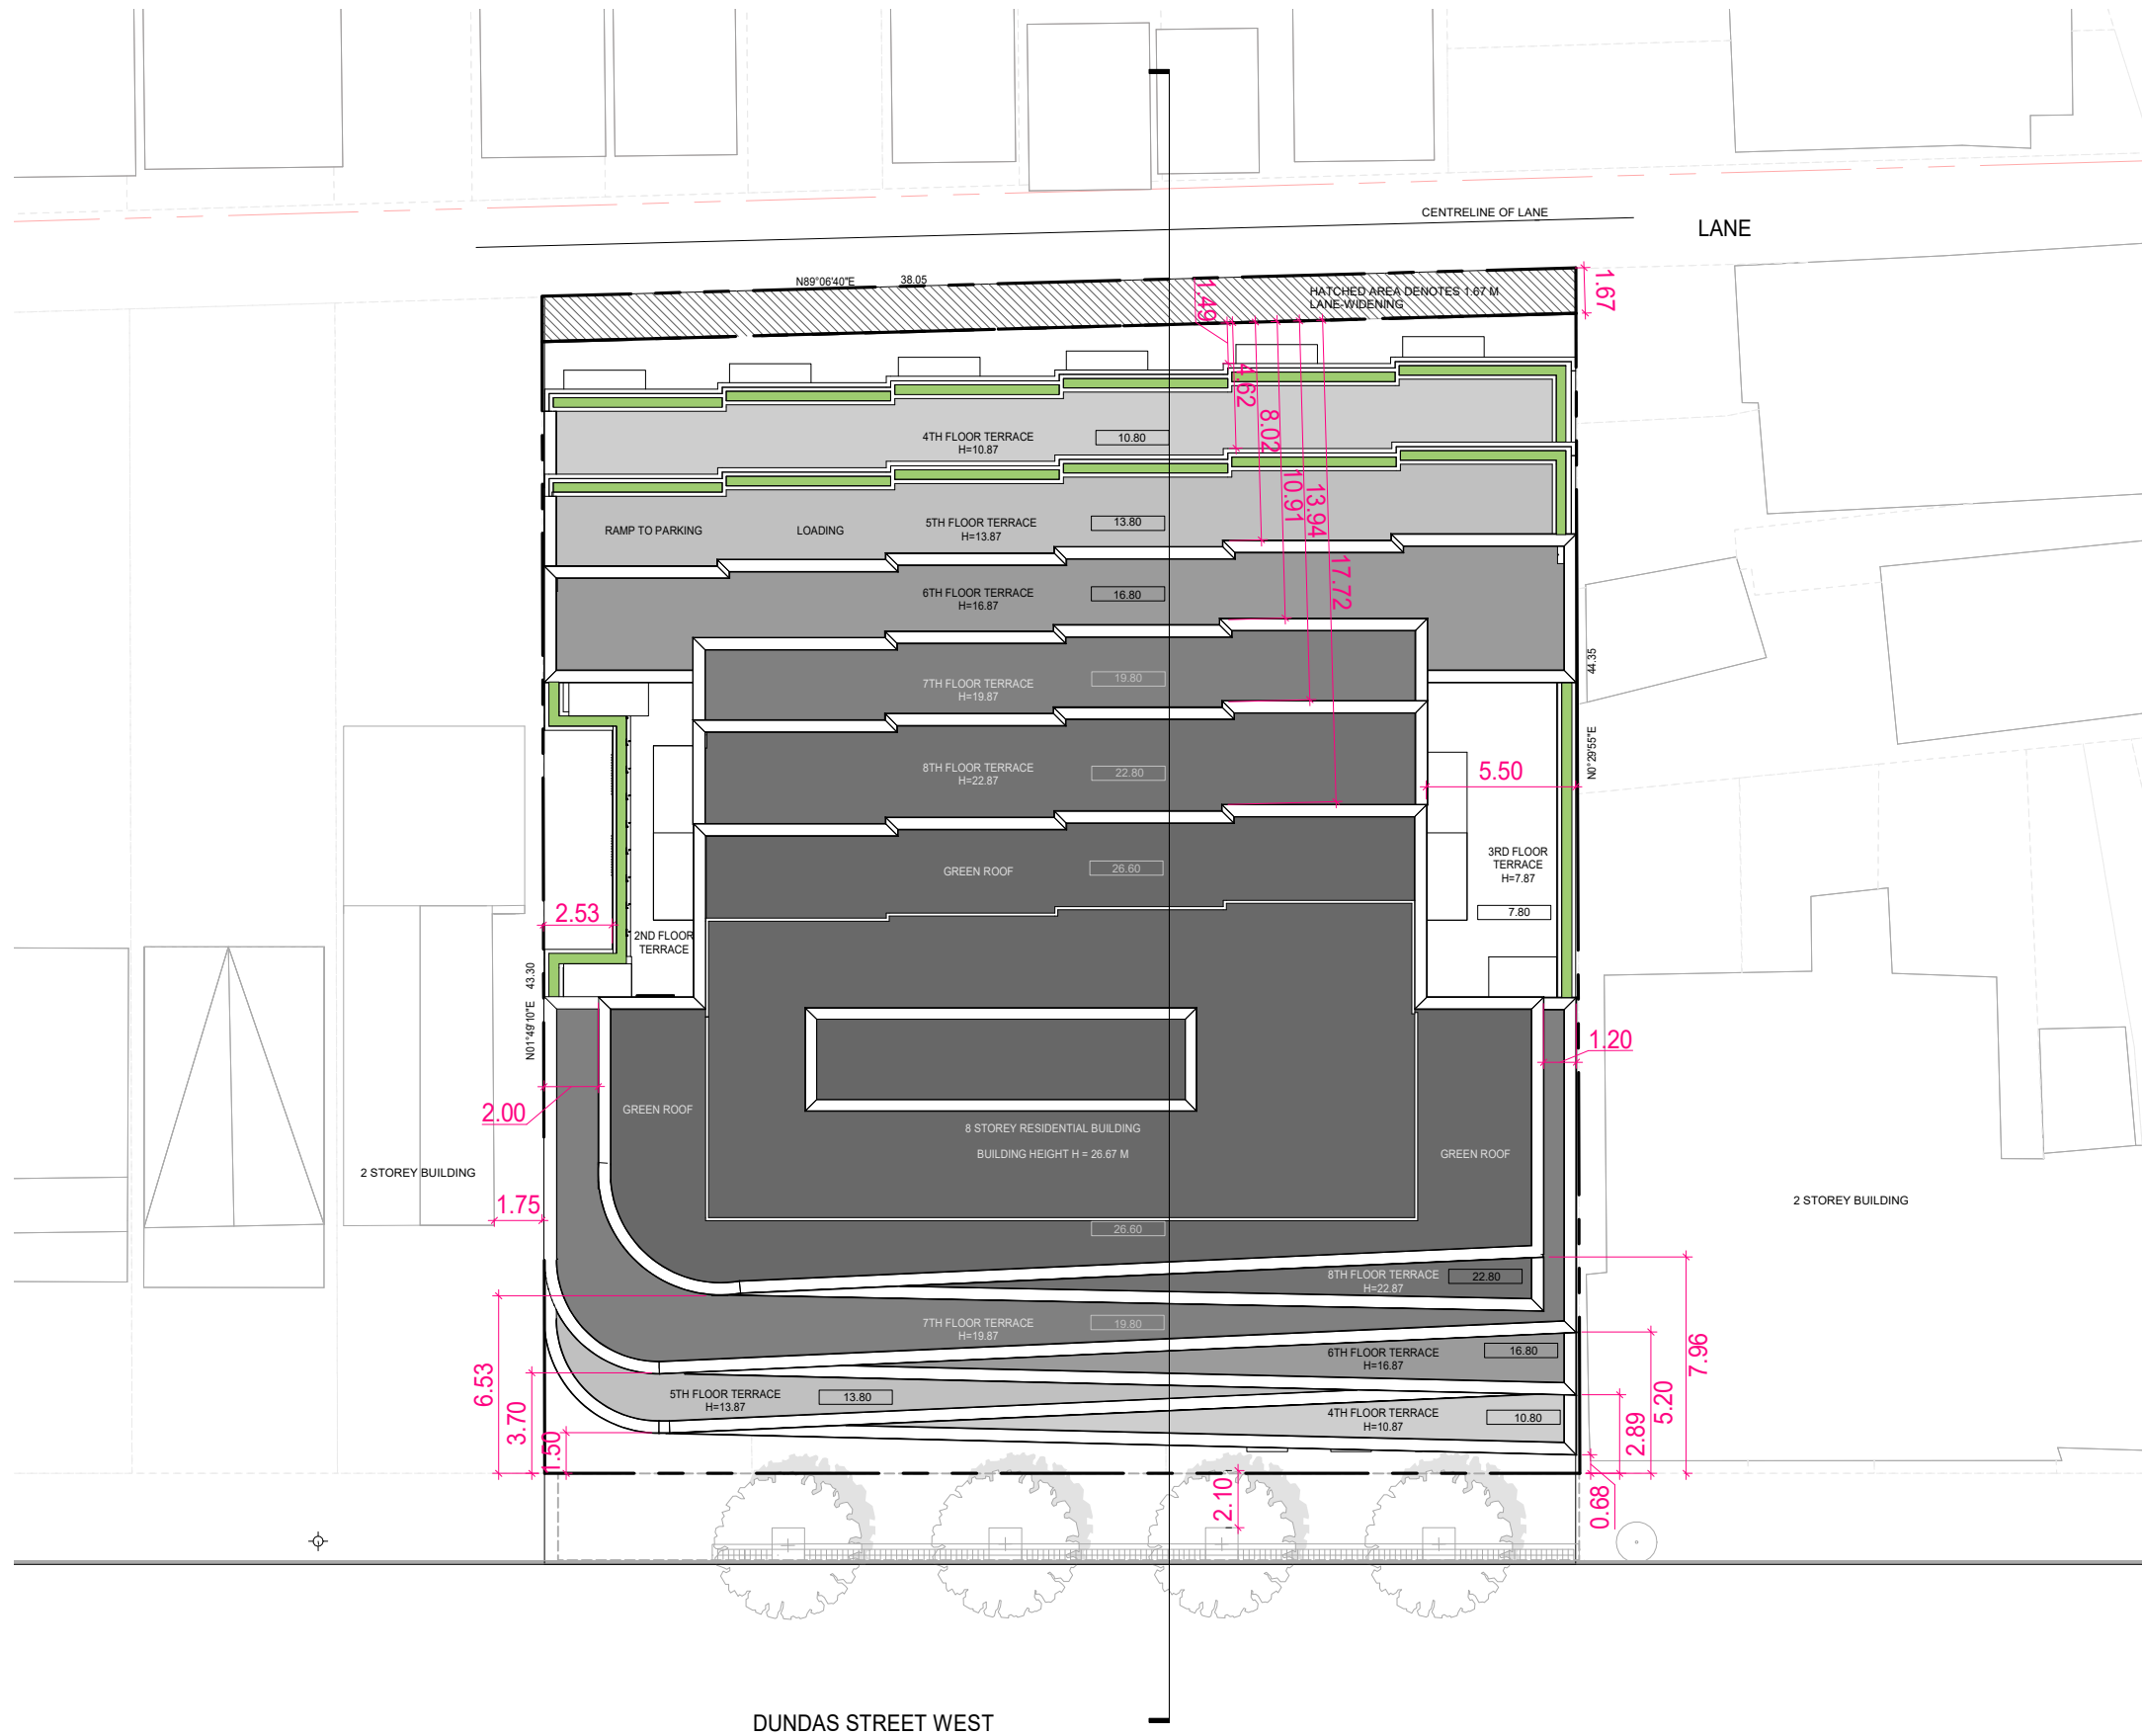 CENTRELINE OF LANE
LANE
N89°06'40"E
38.05
HATCHED AREA DENOTES 1.67 M
LANE-WIDENING
1.67
1.49
4.62
8.02
10.91
13.94
17.72
4TH FLOOR TERRACE
H=10.87
10.80
RAMP TO PARKING
LOADING
5TH FLOOR TERRACE
H=13.87
13.80
6TH FLOOR TERRACE
H=16.87
16.80
7TH FLOOR TERRACE
H=19.87
19.80
8TH FLOOR TERRACE
H=22.87
22.80
44.35
N0°29'55"E
5.50
GREEN ROOF
26.60
3RD FLOOR
TERRACE
H=7.87
7.80
2.53
2ND FLOOR
TERRACE
43.30
N01°49'10"E
1.20
2.00
GREEN ROOF
8 STOREY RESIDENTIAL BUILDING
BUILDING HEIGHT H = 26.67 M
GREEN ROOF
2 STOREY BUILDING
1.75
26.60
2 STOREY BUILDING
8TH FLOOR TERRACE
H=22.87
22.80
7TH FLOOR TERRACE
H=19.87
19.80
6TH FLOOR TERRACE
H=16.87
16.80
5TH FLOOR TERRACE
H=13.87
13.80
4TH FLOOR TERRACE
H=10.87
10.80
6.53
3.70
1.50
7.96
5.20
2.89
0.68
2.10
DUNDAS STREET WEST